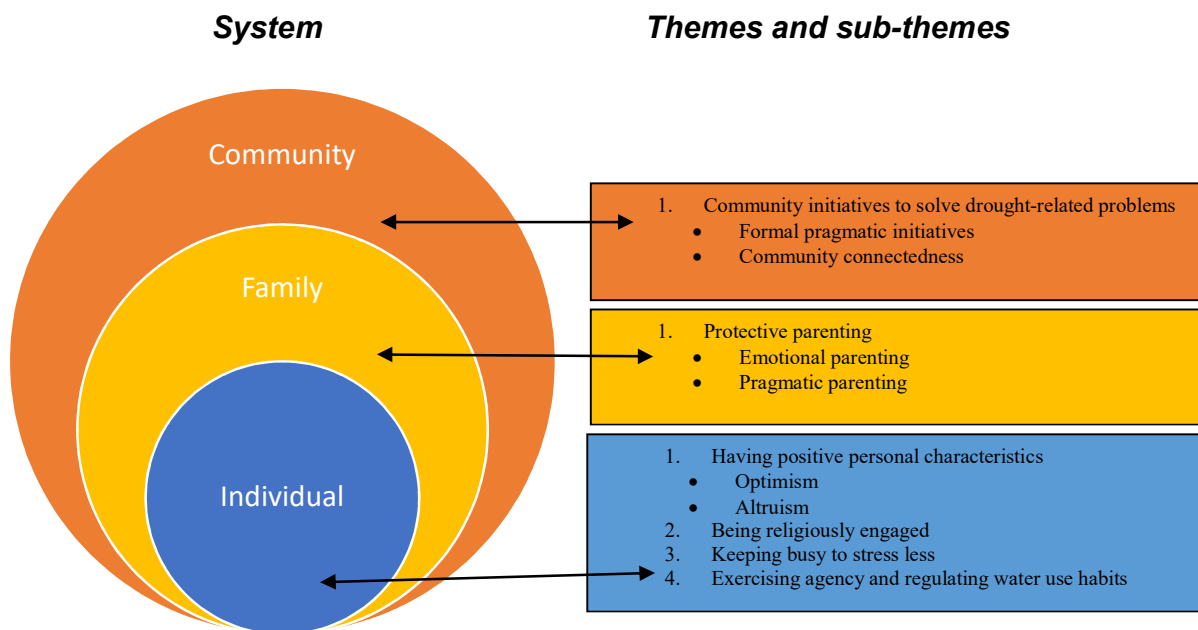 System
Themes and sub-themes
Community
Family
Individual
1. Community initiatives to solve drought-related problems
• Formal pragmatic initiatives
• Community connectedness
1. Protective parenting
• Emotional parenting
• Pragmatic parenting
1. Having positive personal characteristics
• Optimism
• Altruism
2. Being religiously engaged
3. Keeping busy to stress less
4. Exercising agency and regulating water use habits